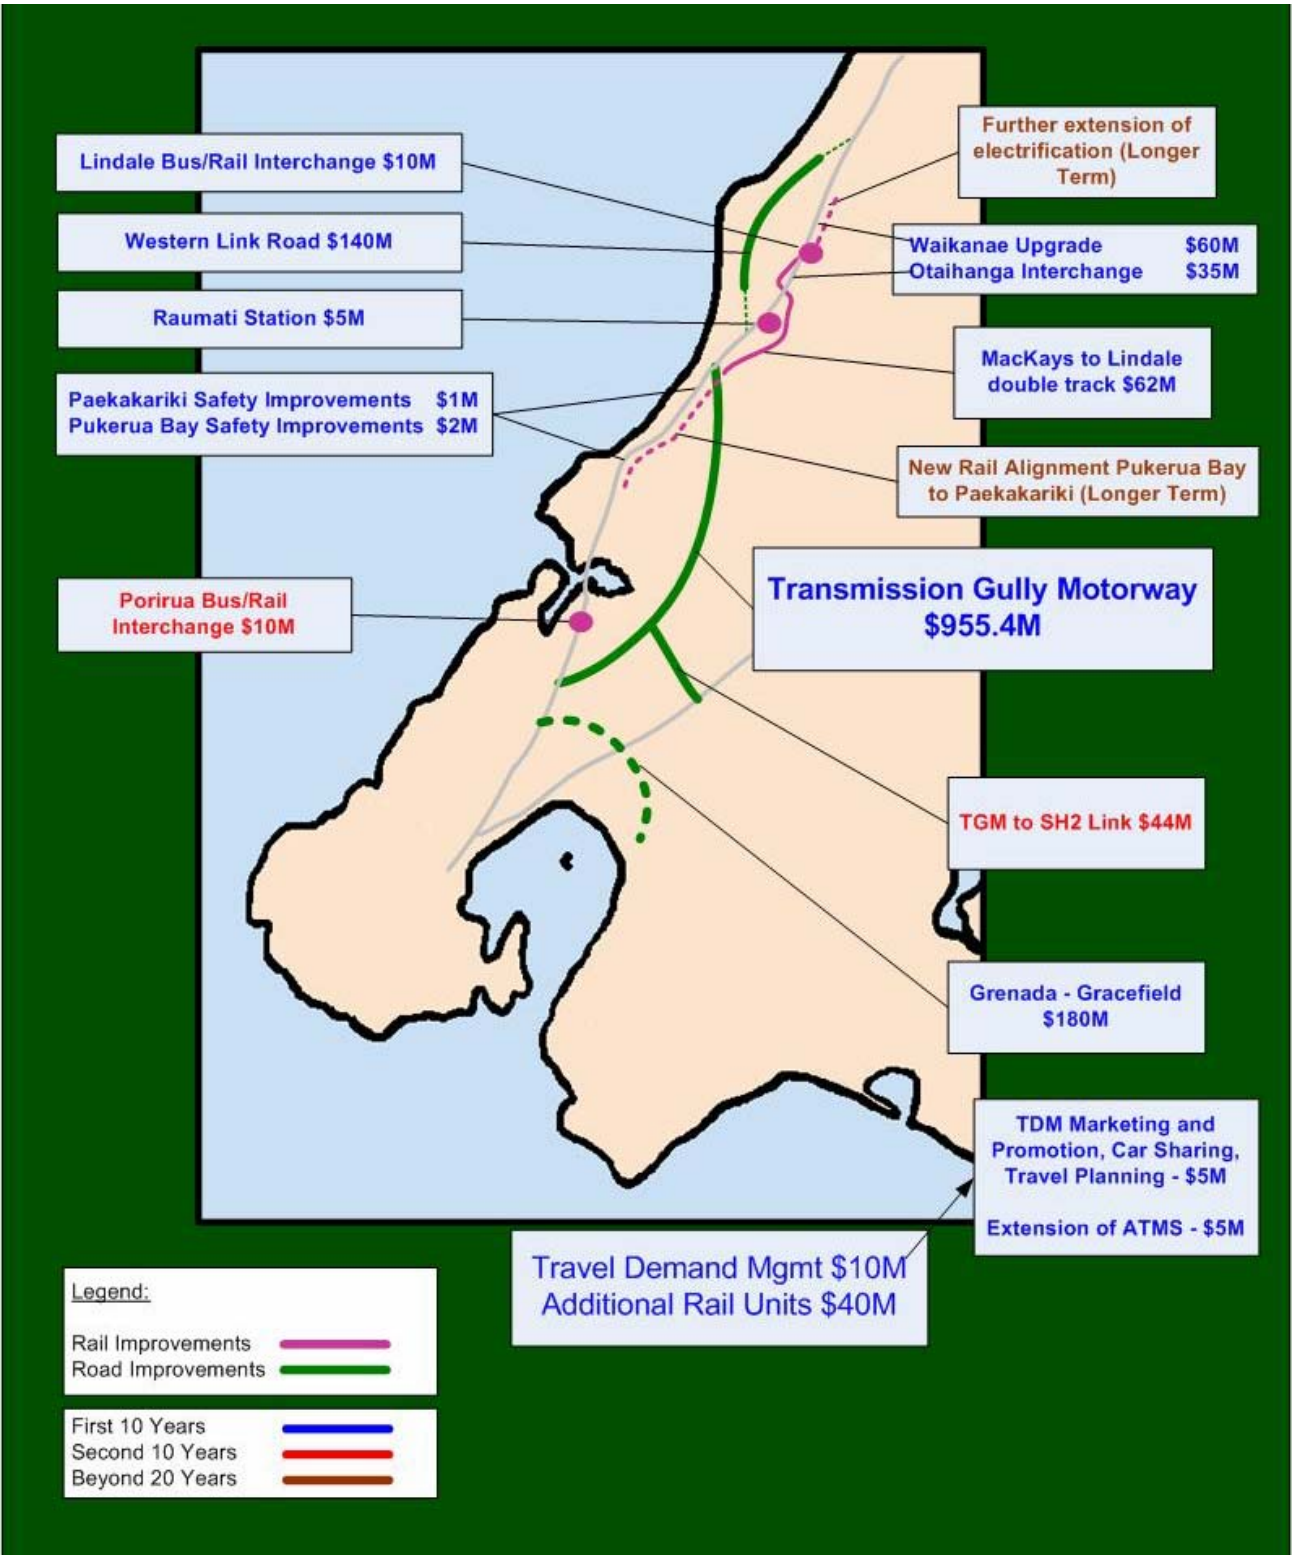 Lindale Bus/Rail Interchange $10M
Western Link Road $140M
Raumati Station $5M
Paekakariki Safety Improvements $1M
Pukerua Bay Safety Improvements $2M
Porirua Bus/Rail
Interchange $10M
Further extension of
electrification (Longer
Term)
Waikanae Upgrade $60M
Otaihanga Interchange $35M
MacKays to Lindale
double track $62M
New Rail Alignment Pukerua Bay
to Paekakariki (Longer Term)
Transmission Gully Motorway
$955.4M
TGM to SH2 Link $44M
Grenada - Gracefield
$180M
TDM Marketing and
Promotion, Car Sharing,
Travel Planning - $5M
Extension of ATMS - $5M
Travel Demand Mgmt $10M
Additional Rail Units $40M
Legend:
Rail Improvements
Road Improvements
First 10 Years
Second 10 Years
Beyond 20 Years